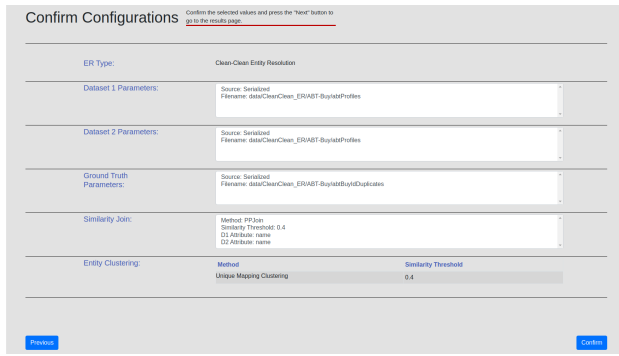 Confirm Configurations
Confirm the selected values and press the "Next" button to
go to the results page.
ER Type:
Clean-Clean Entity Resolution
Dataset 1 Parameters:
Source: Serialized
Filename: data/CleanClean_ER/ABT-Buy/abtProfiles
Dataset 2 Parameters:
Source: Serialized
Filename: data/CleanClean_ER/ABT-Buy/abtProfiles
Ground Truth
Parameters:
Source: Serialized
Filename: data/CleanClean_ER/ABT-Buy/abtBuyIdDuplicates
Similarity Join:
Method: PPJoin
Similarity Threshold: 0.4
D1 Attribute: name
D2 Attribute: name
Entity Clustering:
Method Similarity Threshold
Unique Mapping Clustering 0.4
Previous Confirm